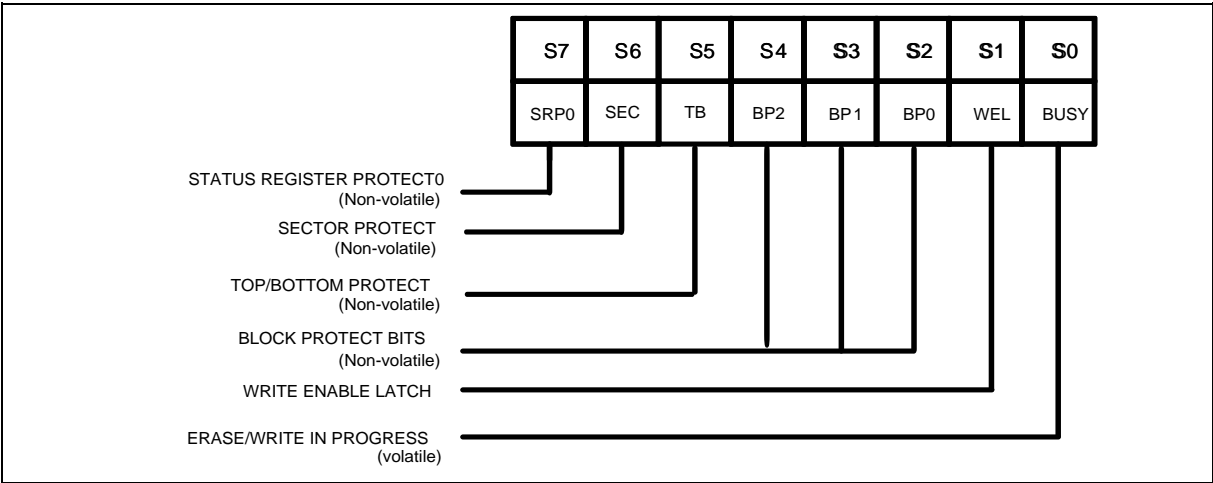 S7 S6 S5 S4 S3 S2 S1 S0
SRP0 SEC TB BP2 BP1 BP0 WEL BUSY
STATUS REGISTER PROTECT0
(Non-volatile)
SECTOR PROTECT
(Non-volatile)
TOP/BOTTOM PROTECT
(Non-volatile)
BLOCK PROTECT BITS
(Non-volatile)
WRITE ENABLE LATCH
ERASE/WRITE IN PROGRESS
(volatile)